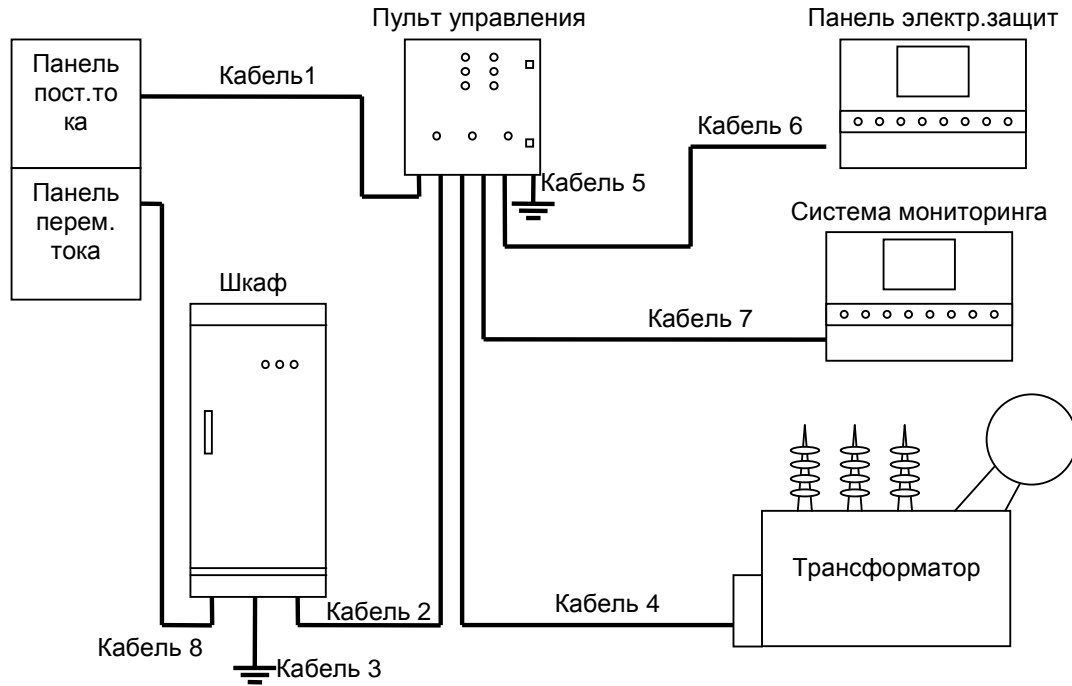 Пульт управления
Панель электр.защит
Панель
пост.то
ка
Кабель1
Кабель 6
Кабель 5
Панель
перем.
тока
Система мониторинга
Шкаф
Кабель 7
Трансформатор
Кабель 2
Кабель 4
Кабель 8
Кабель 3